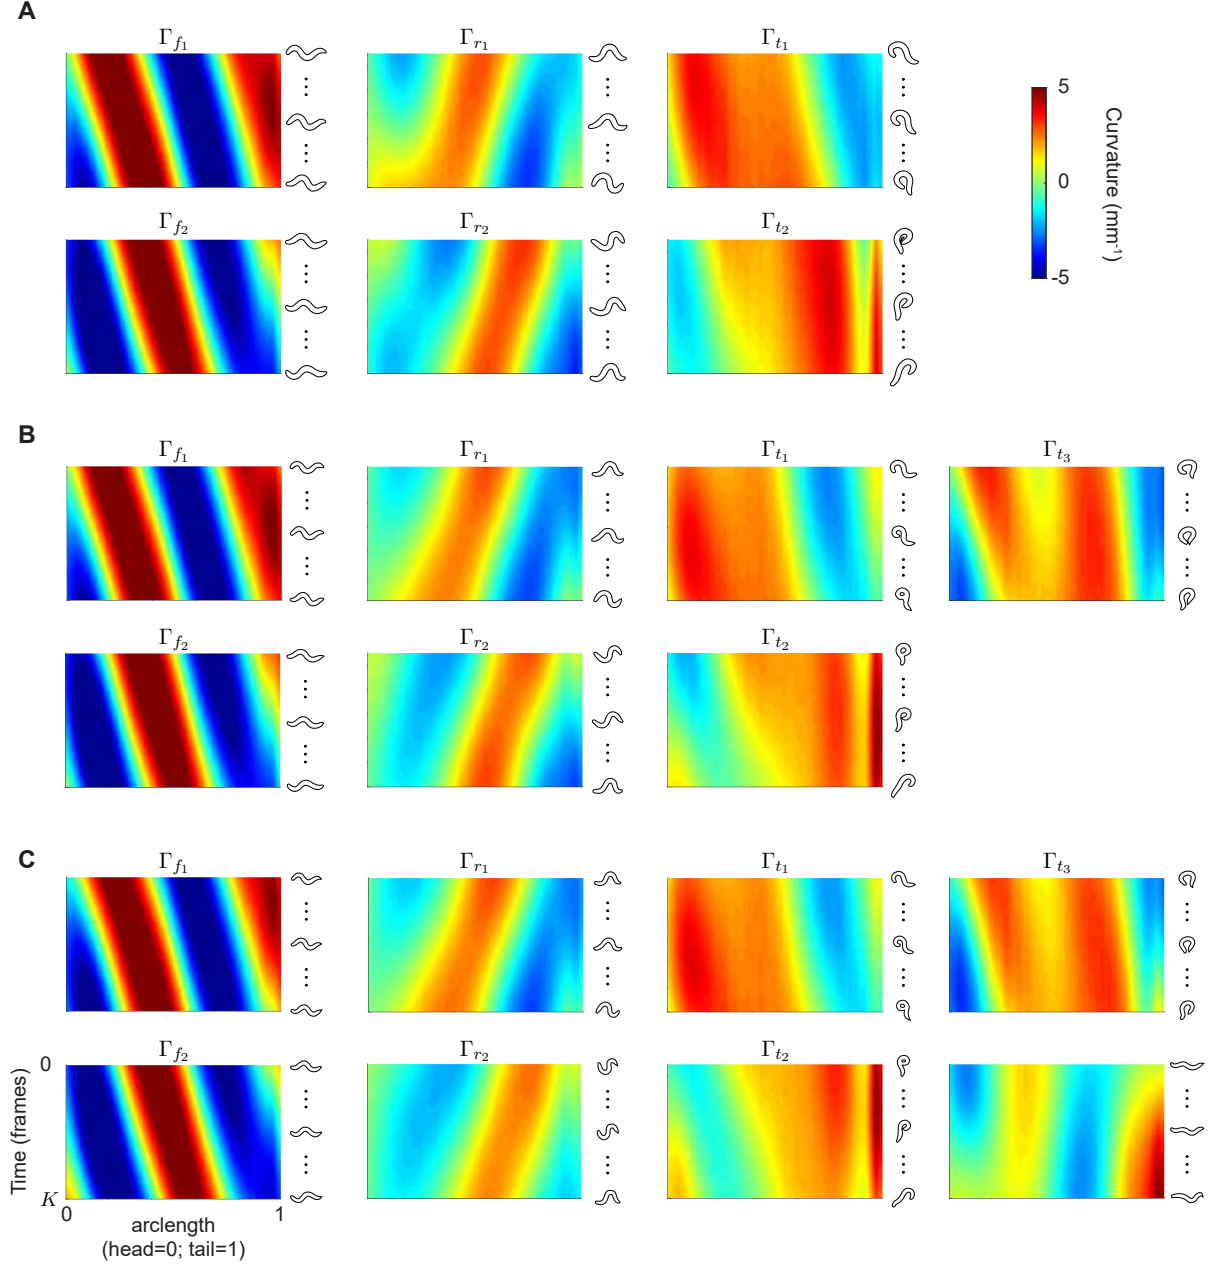 A
Γf1 Γr1 Γt1
5
0
-5
Curvature (mm-1)
Γf2 Γr2 Γt2
B
Γf1 Γr1 Γt1 Γt3
Γf2 Γr2 Γt2
C
Γf1 Γr1 Γt1 Γt3
Γf2 Γr2 Γt2
0
Time (frames)
K
0 1
arclength
(head=0; tail=1)